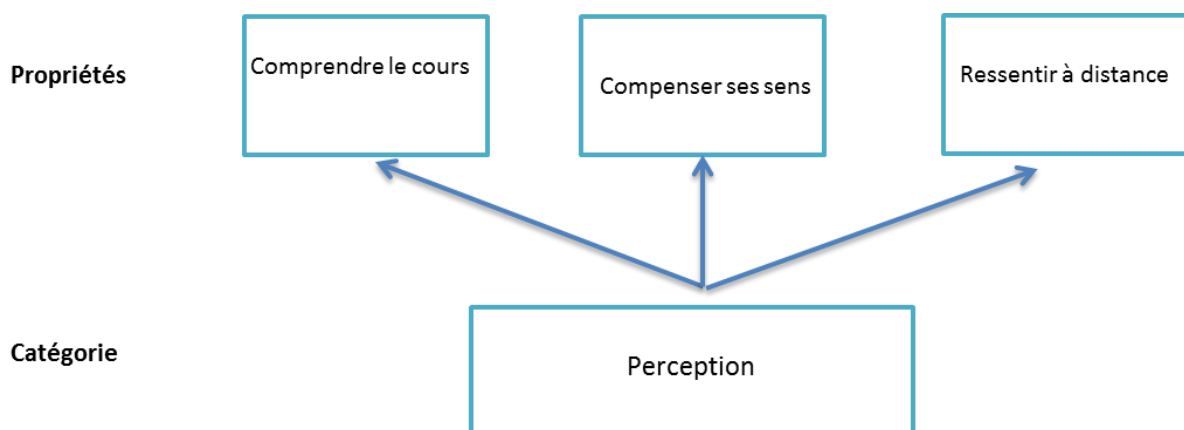 Propriétés
Comprendre le cours
Compenser ses sens
Ressentir à distance
Catégorie
Perception